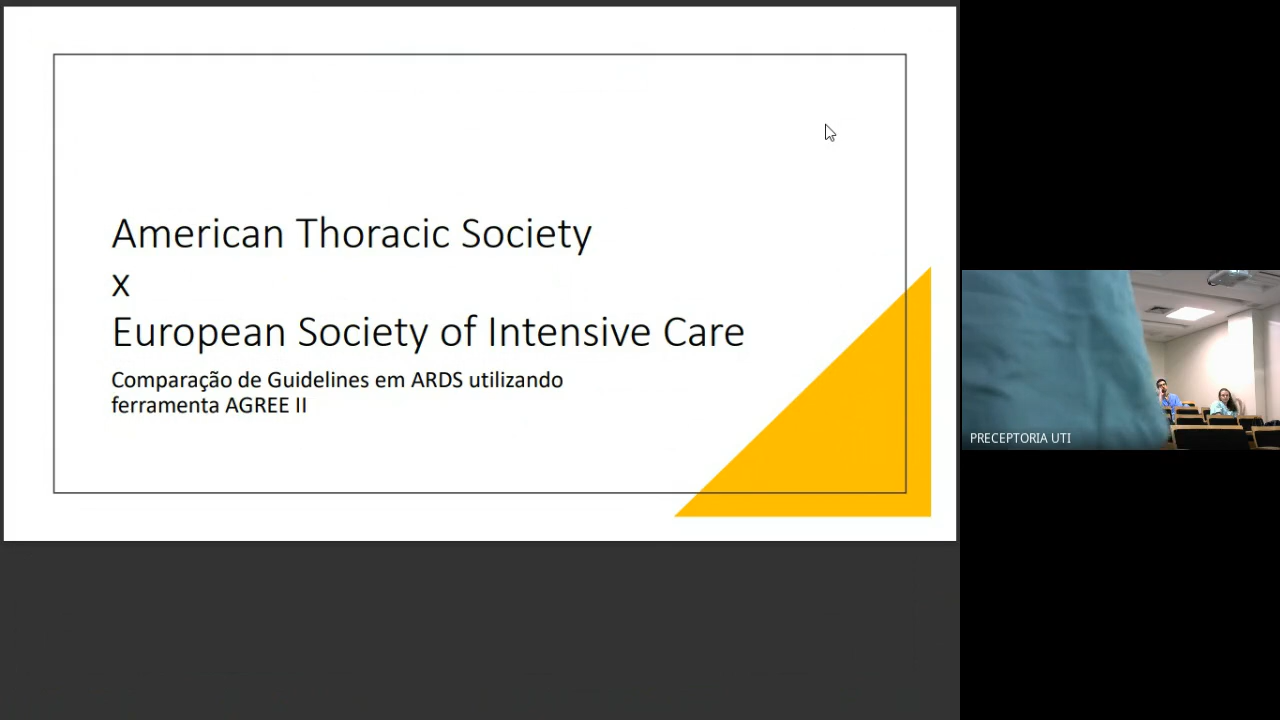 American Thoracic Society
x
European Society of Intensive Care
Comparação de Guidelines em ARDS utilizando
ferramenta AGREE II
PRECEPTORIA UTI